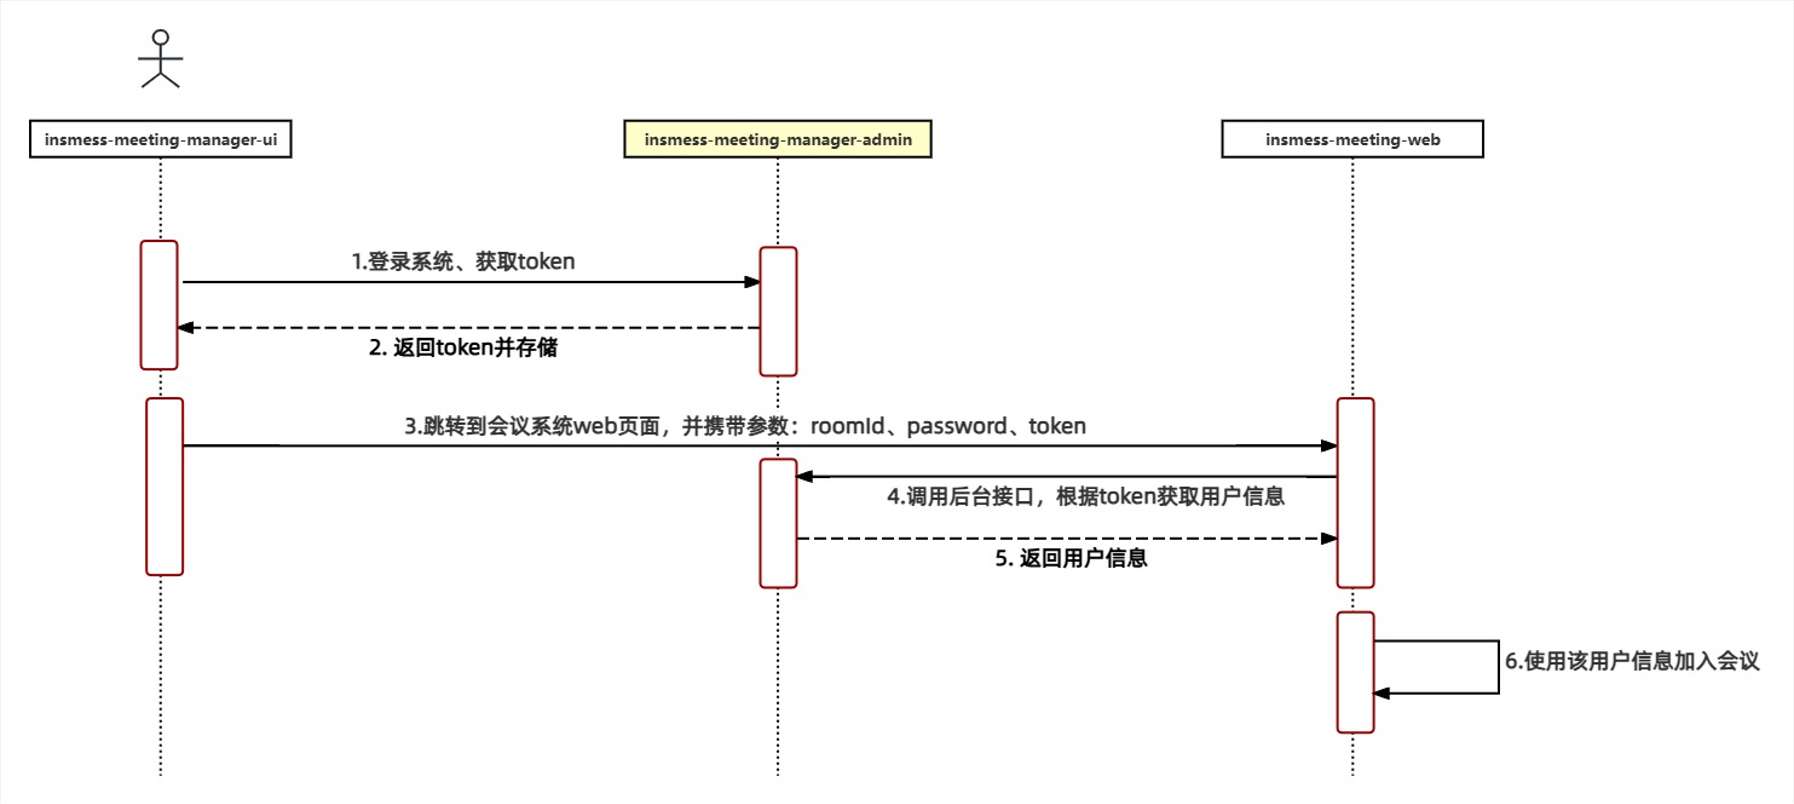 insmess-meeting-manager-ui
insmess-meeting-manager-admin
insmess-meeting-web
1.登录系统、获取token
2. 返回token并存储
3.跳转到会议系统web页面，并携带参数：roomId、password、token
4.调用后台接口，根据token获取用户信息
5. 返回用户信息
6.使用该用户信息加入会议